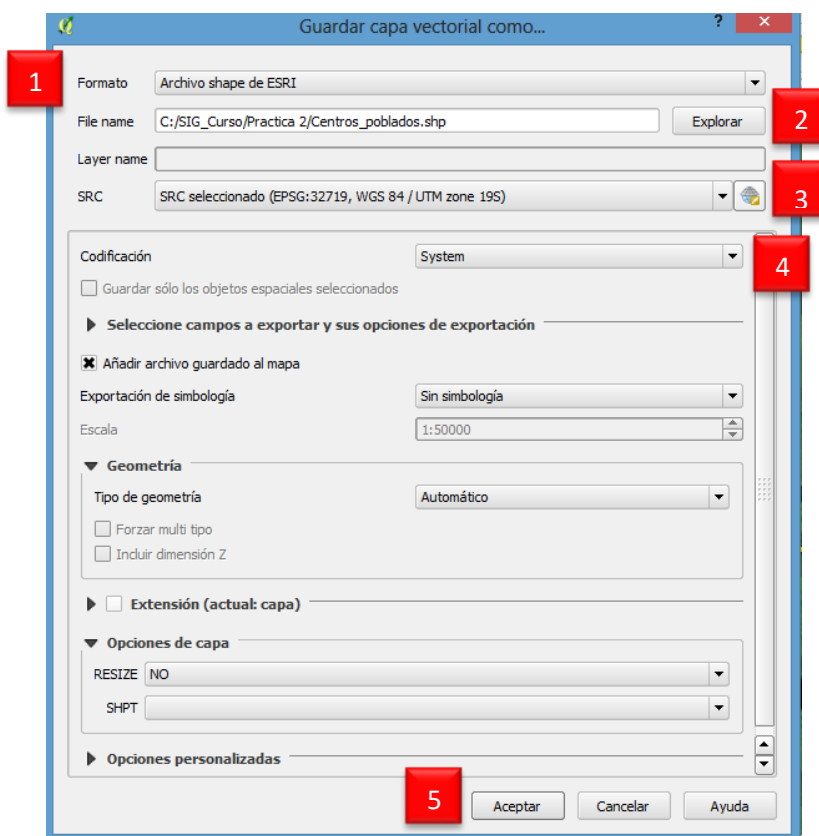 Guardar capa vectorial como... ?
1
Formato Archivo shape de ESRI
File name C:/SIG_Curso/Practica 2/Centros_poblados.shp Explorar
2
Layer name
SRC SRC seleccionado (EPSG:32719, WGS 84 / UTM zone 19S)
3
Codificación System
4
Guardar sólo los objetos espaciales seleccionados
Seleccione campos a exportar y sus opciones de exportación
Añadir archivo guardado al mapa
Exportación de simbología Sin simbología
Escala 1:50000
Geometría
Tipo de geometría Automático
Forzar multi tipo
Incluir dimensión Z
Extensión (actual: capa)
Opciones de capa
RESIZE NO
SHPT
Opciones personalizadas
5
Aceptar Cancelar Ayuda